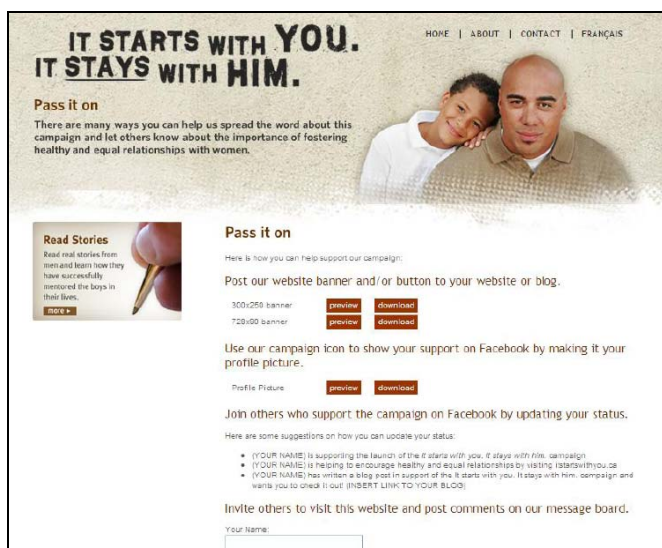 IT STARTS WITH YOU.
IT STAYS WITH HIM.
HOME | ABOUT | CONTACT | FRANÇAIS
Pass it on
There are many ways you can help us spread the word about this
campaign and let others know about the importance of fostering
healthy and equal relationships with women.
Read Stories
Read real stories from
men and learn how they
have successfully
mentored the boys in
their lives.
more ►
Pass it on
Here is how you can help support our campaign:
Post our website banner and/or button to your website or blog.
300x250 banner preview download
728x90 banner preview download
Use our campaign icon to show your support on Facebook by making it your
profile picture.
Profile Picture preview download
Join others who support the campaign on Facebook by updating your status.
Here are some suggestions on how you can update your status:
• (YOUR NAME) is supporting the launch of the It starts with you. It stays with him. campaign
• (YOUR NAME) is helping to encourage healthy and equal relationships by visiting itstartswithyou.ca
• (YOUR NAME) has written a blog post in support of the It starts with you. It stays with him. campaign and
wants you to check it out! (INSERT LINK TO YOUR BLOG)
Invite others to visit this website and post comments on our message board.
Your Name: